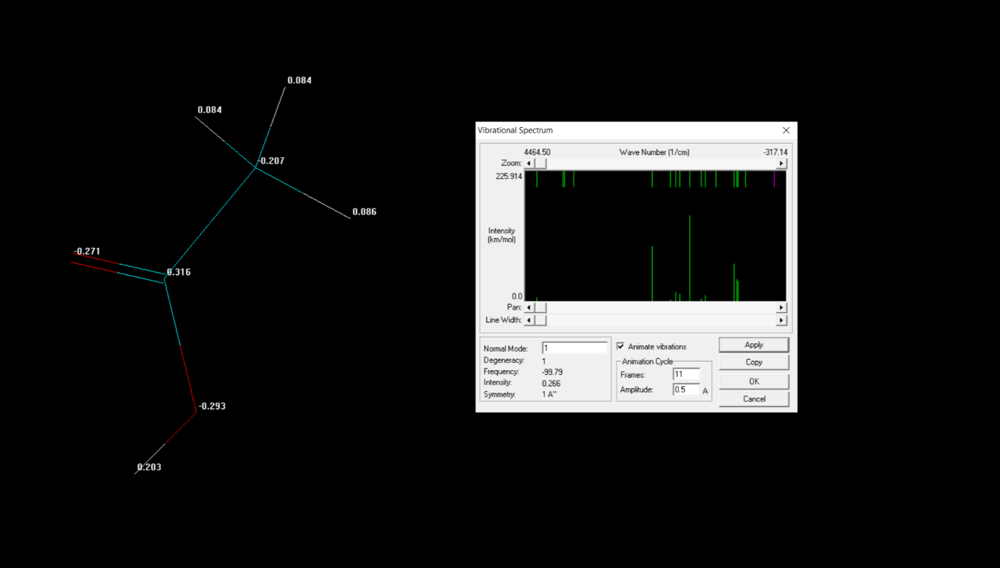 0.084
0.084
-0.207
0.086
-0.271
0.316
-0.293
0.203
Vibrational Spectrum
4464.50 Wave Number (1/cm) -317.14
Zoom:
225.914
Intensity
(km/mol)
0.0
Pan:
Line Width:
Normal Mode: 1
Degeneracy: 1
Frequency: -99.79
Intensity: 0.266
Symmetry: 1 A''
Animate vibrations
Animation Cycle
Frames: 11
Amplitude: 0.5 A
Apply
Copy
OK
Cancel